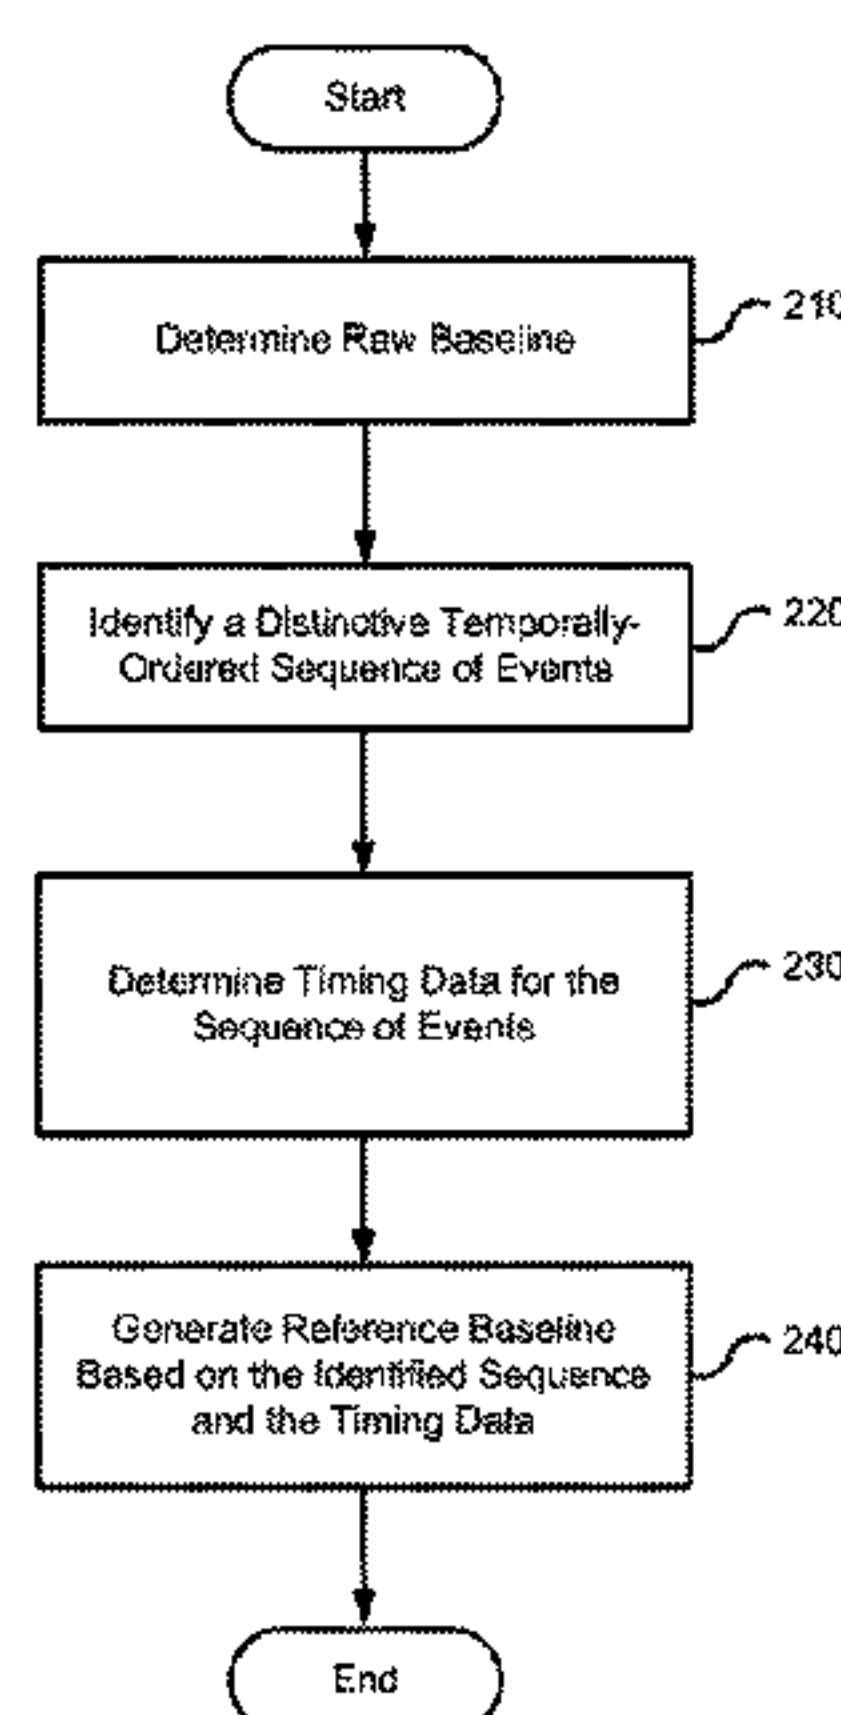 Start
Determine Raw Baseline
210
Identify a Distinctive Temporally-
Ordered Sequence of Events
220
Determine Timing Data for the
Sequence of Events
230
Generate Reference Baseline
Based on the Identified Sequence
and the Timing Data
240
End